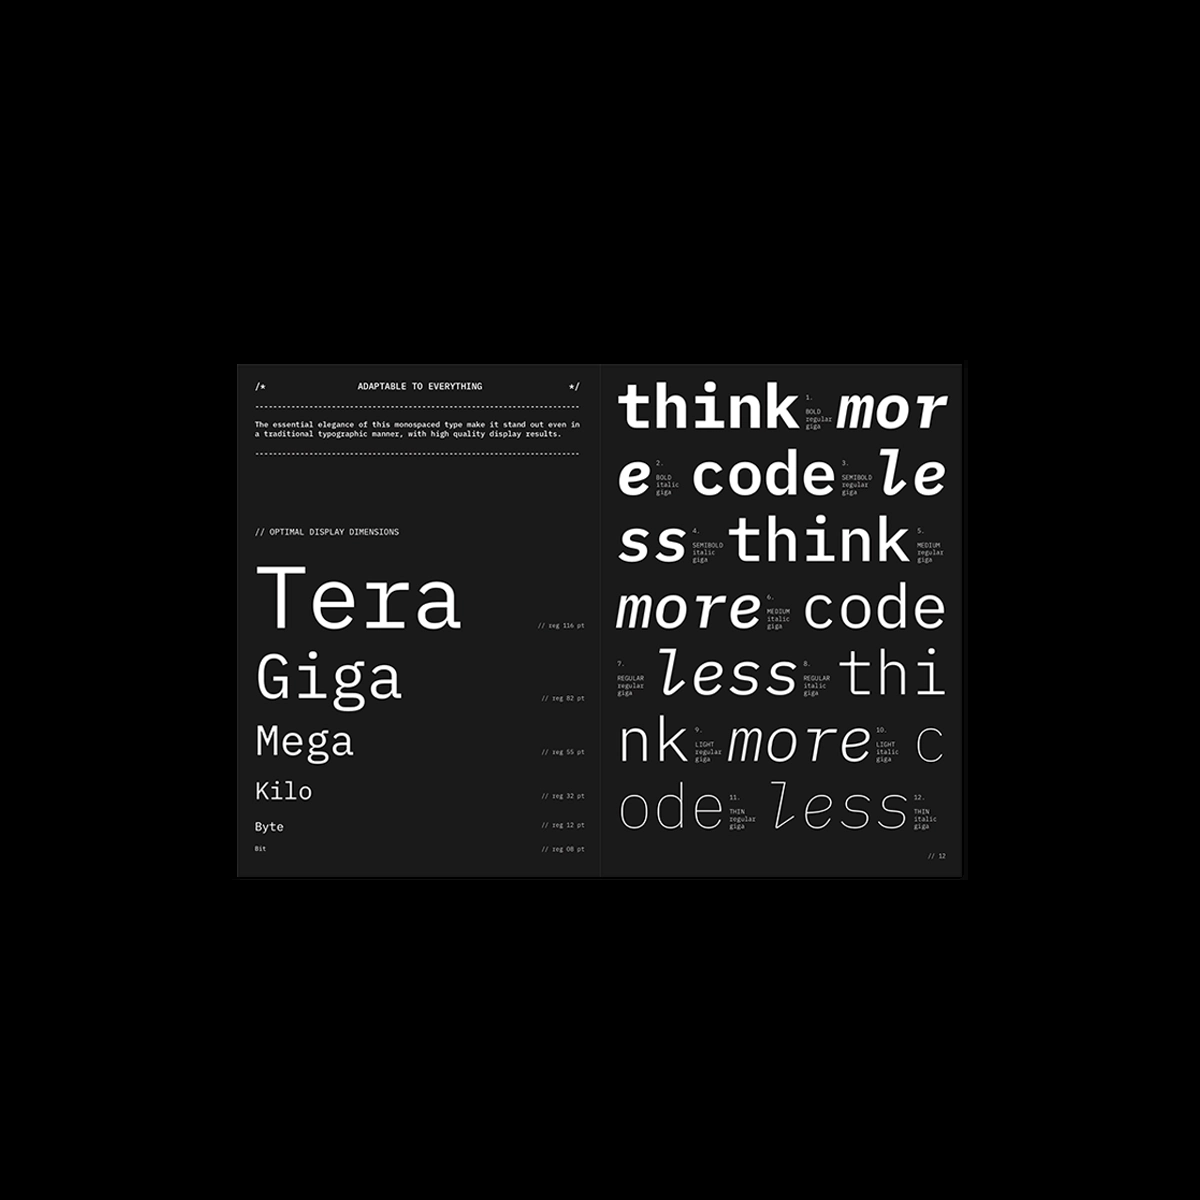 /* ADAPTABLE TO EVERYTHING */
The essential elegance of this monospaced type make it stand out even in
a traditional typographic manner, with high quality display results.
// OPTIMAL DISPLAY DIMENSIONS
Tera // reg 116 pt
Giga // reg 82 pt
Mega // reg 55 pt
Kilo // reg 32 pt
Byte // reg 12 pt
Bit // reg 08 pt
think 1. BOLD regular giga mor
e 2. BOLD italic giga code 3. SEMIBOLD regular giga le
ss 4. SEMIBOLD italic giga think 5. MEDIUM regular giga
more 6. MEDIUM italic giga code
7. REGULAR regular giga less 8. REGULAR italic giga thi
nk 9. LIGHT regular giga more 10. LIGHT italic giga c
ode 11. THIN regular giga less 12. THIN italic giga
// 12